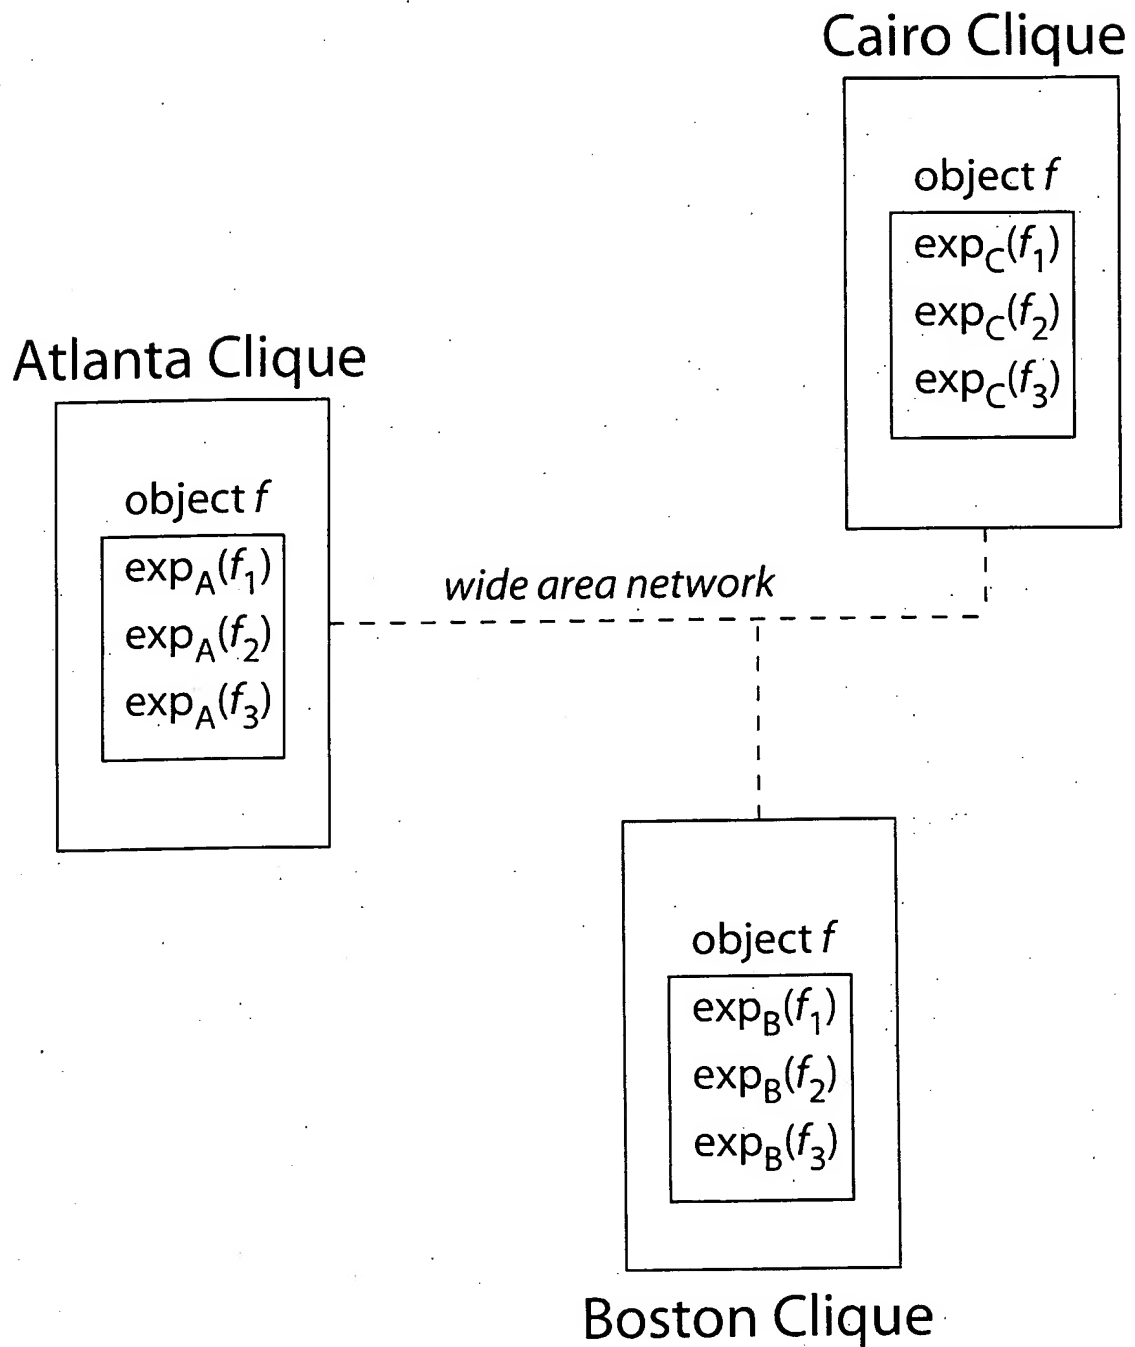 Cairo Clique
object f
exp_C(f_1)
exp_C(f_2)
exp_C(f_3)
Atlanta Clique
object f
exp_A(f_1)
exp_A(f_2)
exp_A(f_3)
wide area network
object f
exp_B(f_1)
exp_B(f_2)
exp_B(f_3)
Boston Clique